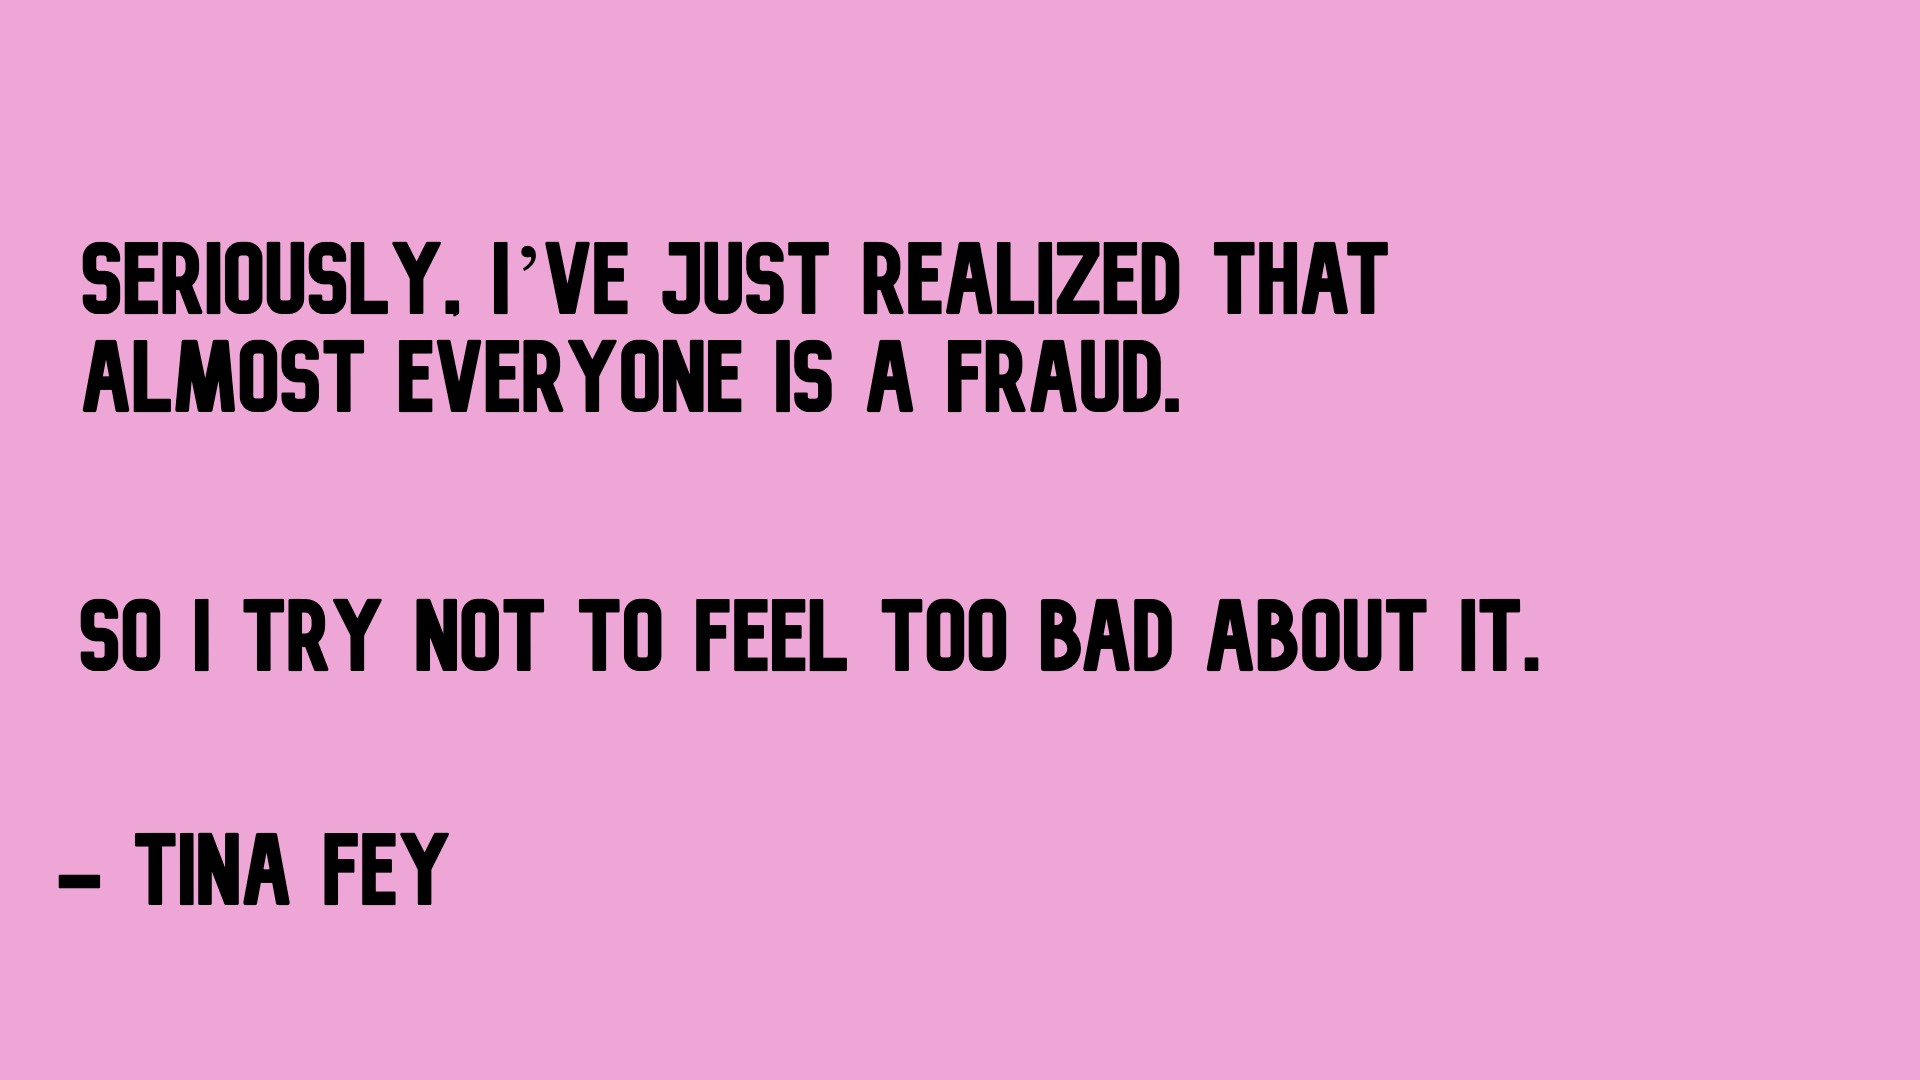 SERIOUSLY, I’VE JUST REALIZED THAT
ALMOST EVERYONE IS A FRAUD.
SO I TRY NOT TO FEEL TOO BAD ABOUT IT.
– TINA FEY